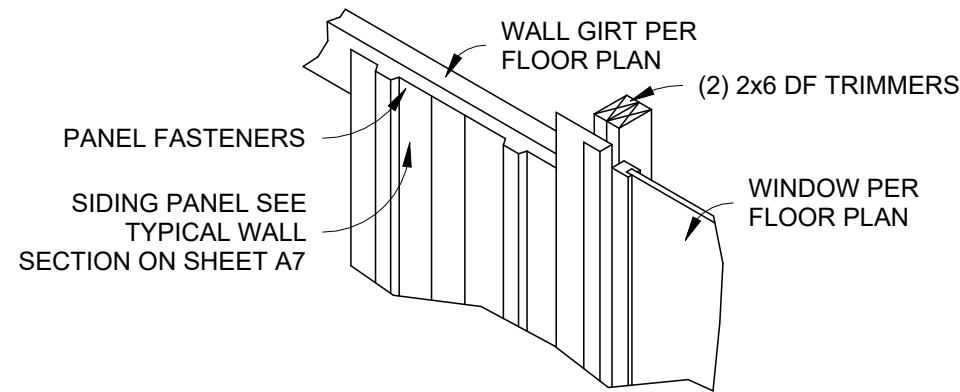 WALL GIRT PER
FLOOR PLAN
(2) 2x6 DF TRIMMERS
PANEL FASTENERS
SIDING PANEL SEE
TYPICAL WALL
SECTION ON SHEET A7
WINDOW PER
FLOOR PLAN